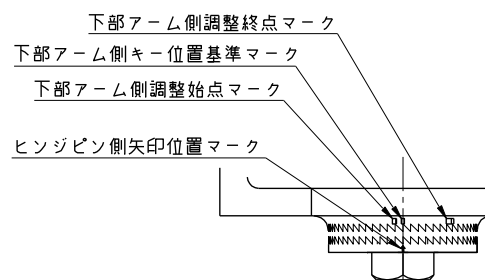 下部アーム側調整終点マーク
下部アーム側キー位置基準マーク
下部アーム側調整始点マーク
ヒンジピン側矢印位置マーク